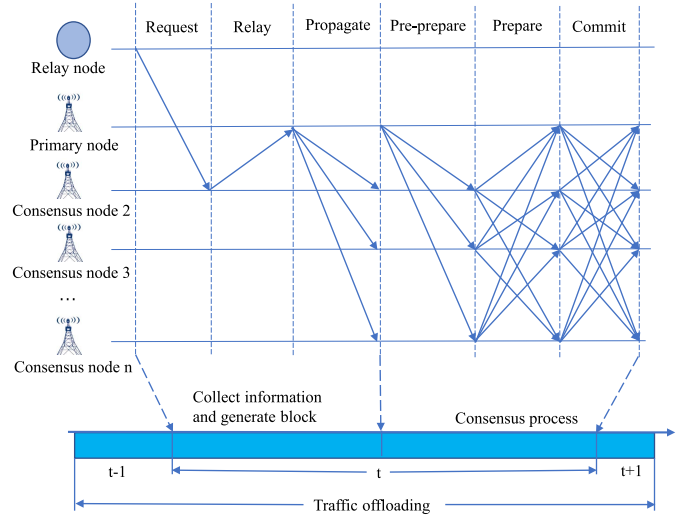 Request Relay Propagate Pre-prepare Prepare Commit
Relay node
Primary node
Consensus node 2
Consensus node 3
...
Consensus node n
Collect information
and generate block
Consensus process
t-1 t t+1
Traffic offloading